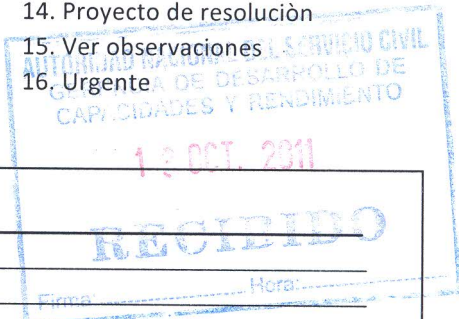 14. Proyecto de resoluciòn
15. Ver observaciones
16. Urgente
AUTORIDAD NACIONAL DEL SERVICIO CIVIL
GERENCIA DE DESARROLLO DE
CAPACIDADES Y RENDIMIENTO
OCT. 2011
RECIBIDO
Firma: Hora: